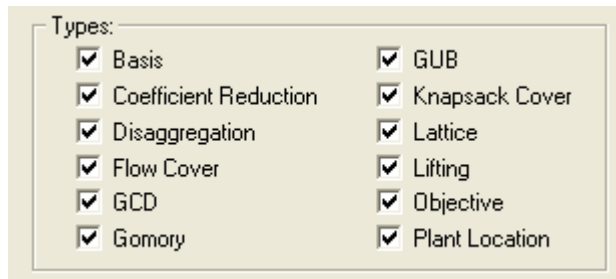 Types:
Basis
Coefficient Reduction
Disaggregation
Flow Cover
GCD
Gomory
GUB
Knapsack Cover
Lattice
Lifting
Objective
Plant Location